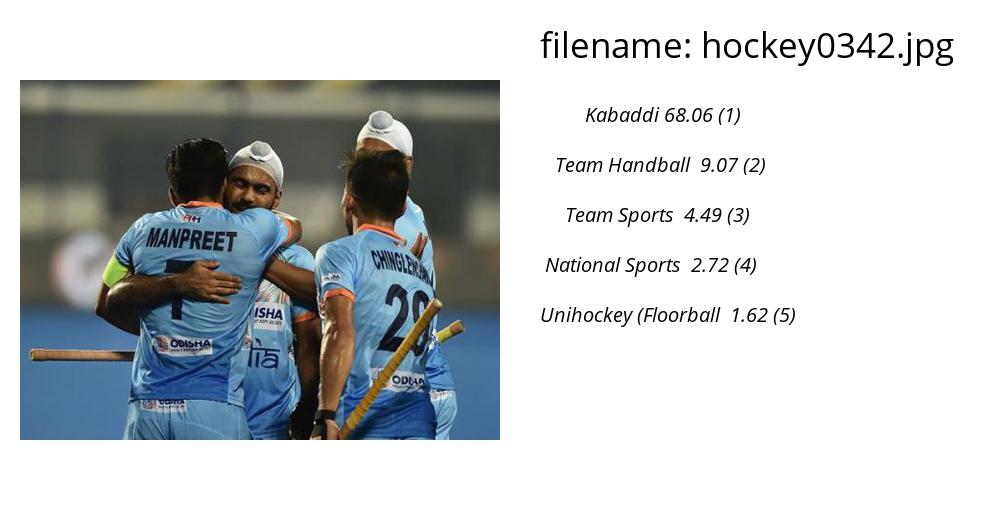 filename: hockey0342.jpg
Kabaddi 68.06 (1)
Team Handball 9.07 (2)
Team Sports 4.49 (3)
National Sports 2.72 (4)
Unihockey (Floorball 1.62 (5)
MANPREET
7
ODISHA
ODISHA
ISHA
CHINGLENSANA
20
ODISHA